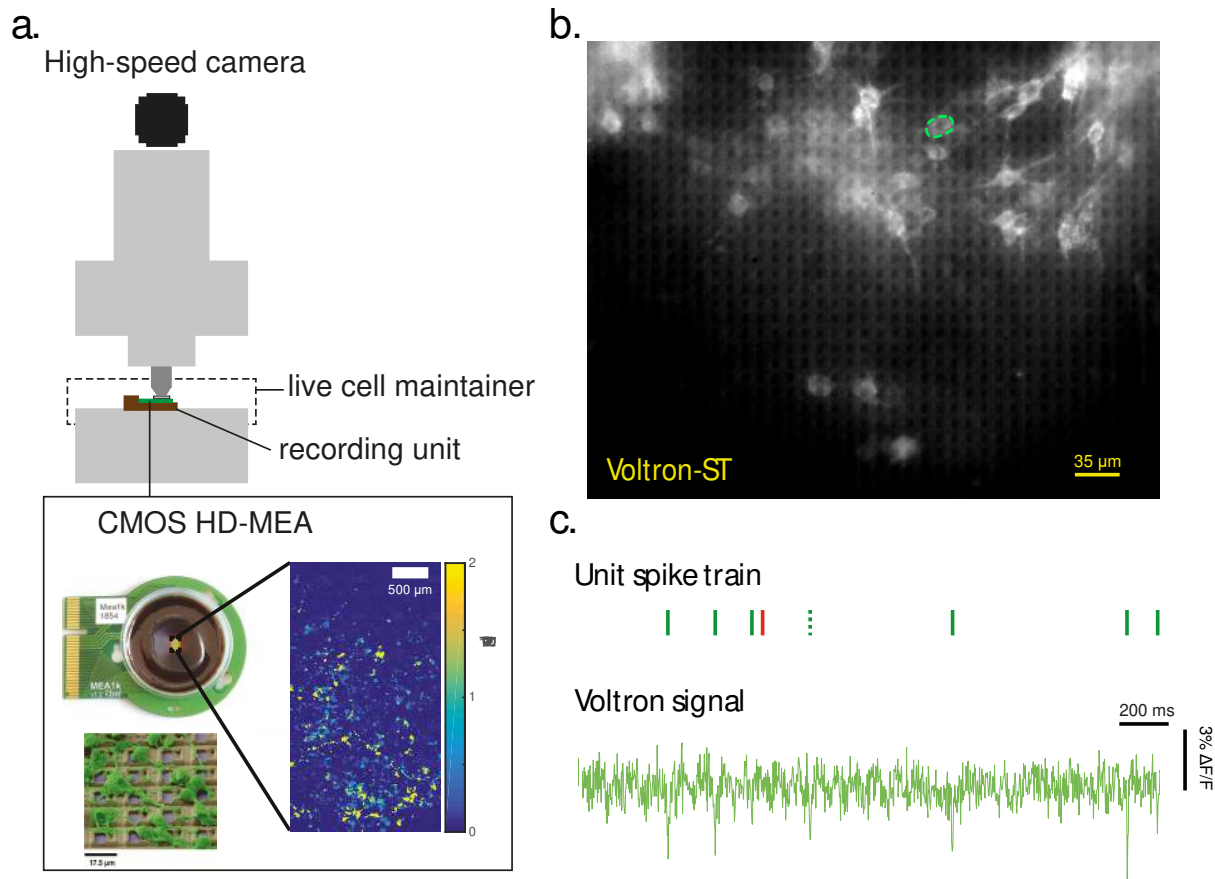 a.
High-speed camera
live cell maintainer
recording unit
CMOS HD-MEA
Mea1k
1854
MEA1k
500 µm
2
1
0
17.5 µm
b.
Voltron-ST
35 µm
c.
Unit spike train
Voltron signal
200 ms
3% ΔF/F